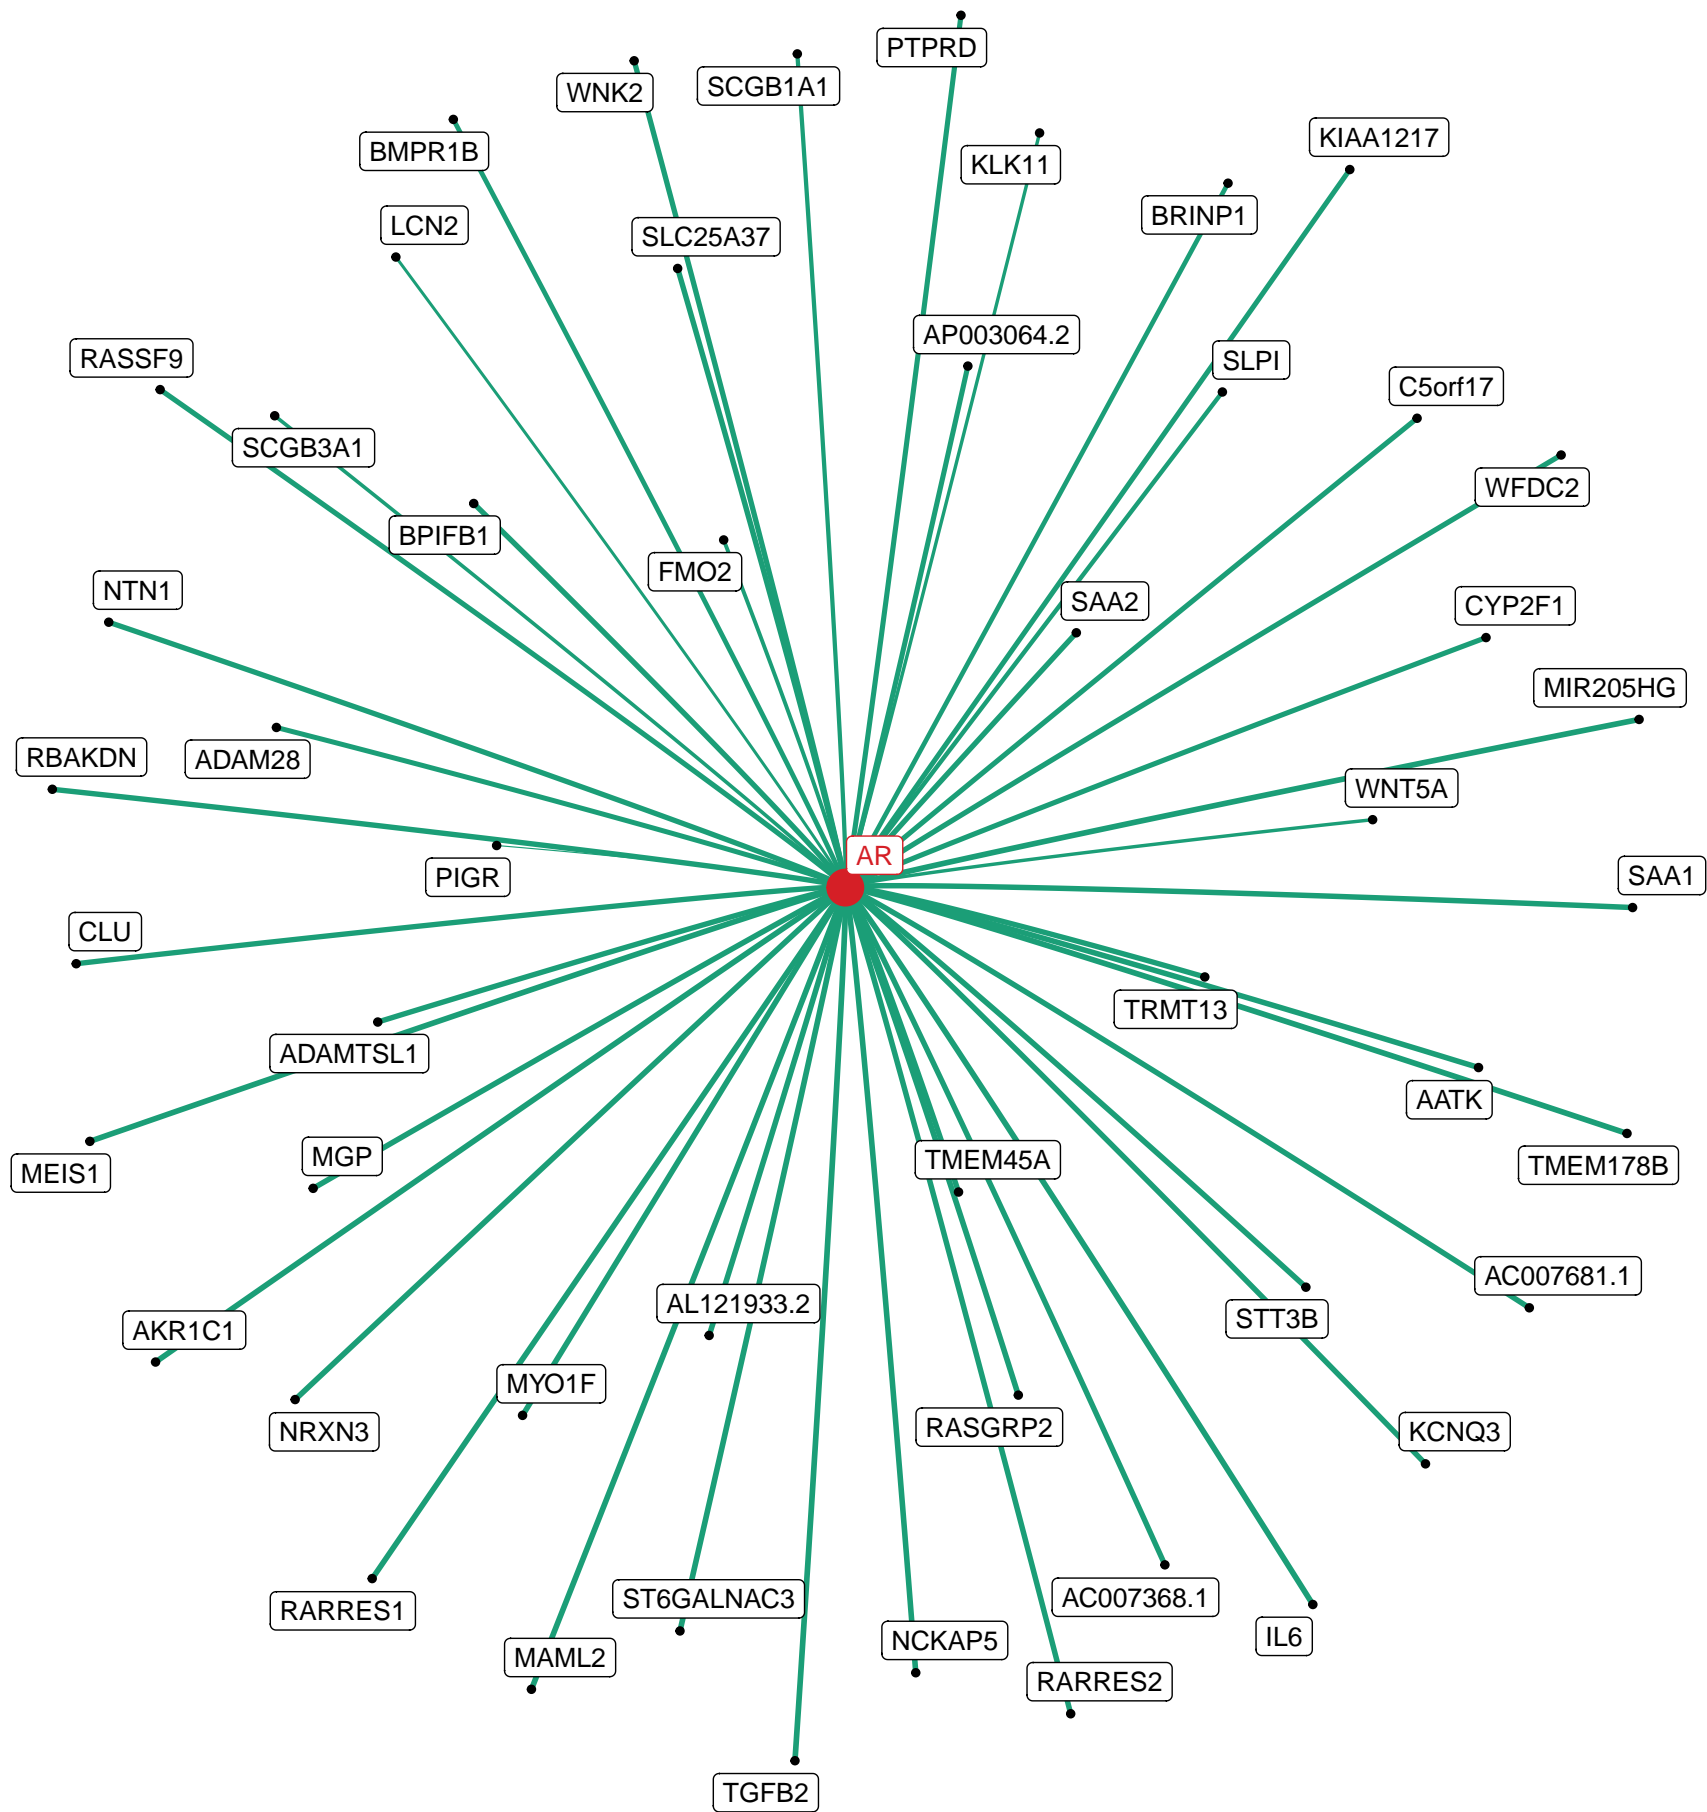 PTPRD
SCGB1A1
WNK2
KIAA1217
BMPR1B
KLK11
BRINP1
LCN2
SLC25A37
AP003064.2
RASSF9
SLPI
C5orf17
SCGB3A1
WFDC2
BPIFB1
FMO2
NTN1
SAA2
CYP2F1
MIR205HG
RBAKDN
ADAM28
WNT5A
AR
PIGR
SAA1
CLU
TRMT13
ADAMTSL1
AATK
MGP
TMEM45A
TMEM178B
MEIS1
AC007681.1
AL121933.2
STT3B
AKR1C1
MYO1F
RASGRP2
NRXN3
KCNQ3
AC007368.1
ST6GALNAC3
RARRES1
IL6
NCKAP5
MAML2
RARRES2
TGFB2